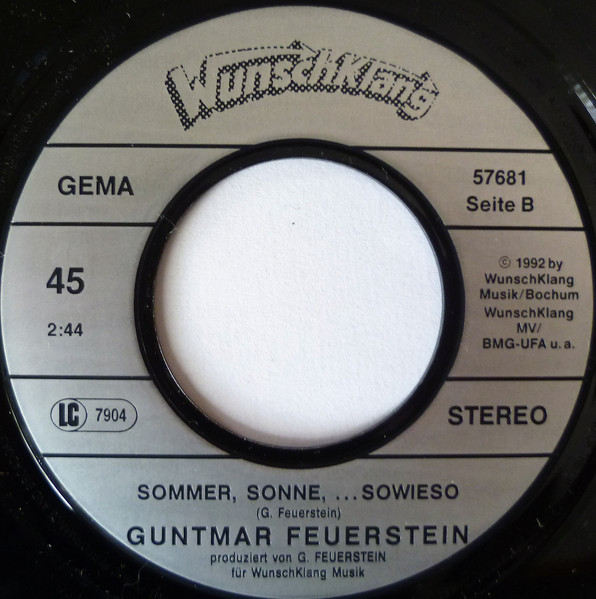 WunschKlang
GEMA
57681
Seite B
45
2:44
© 1992 by
WunschKlang
Musik/Bochum
WunschKlang
MV/
BMG-UFA u. a.
LC 7904
STEREO
SOMMER, SONNE, ... SOWIESO
(G. Feuerstein)
GUNTMAR FEUERSTEIN
produziert von G. FEUERSTEIN
für WunschKlang Musik